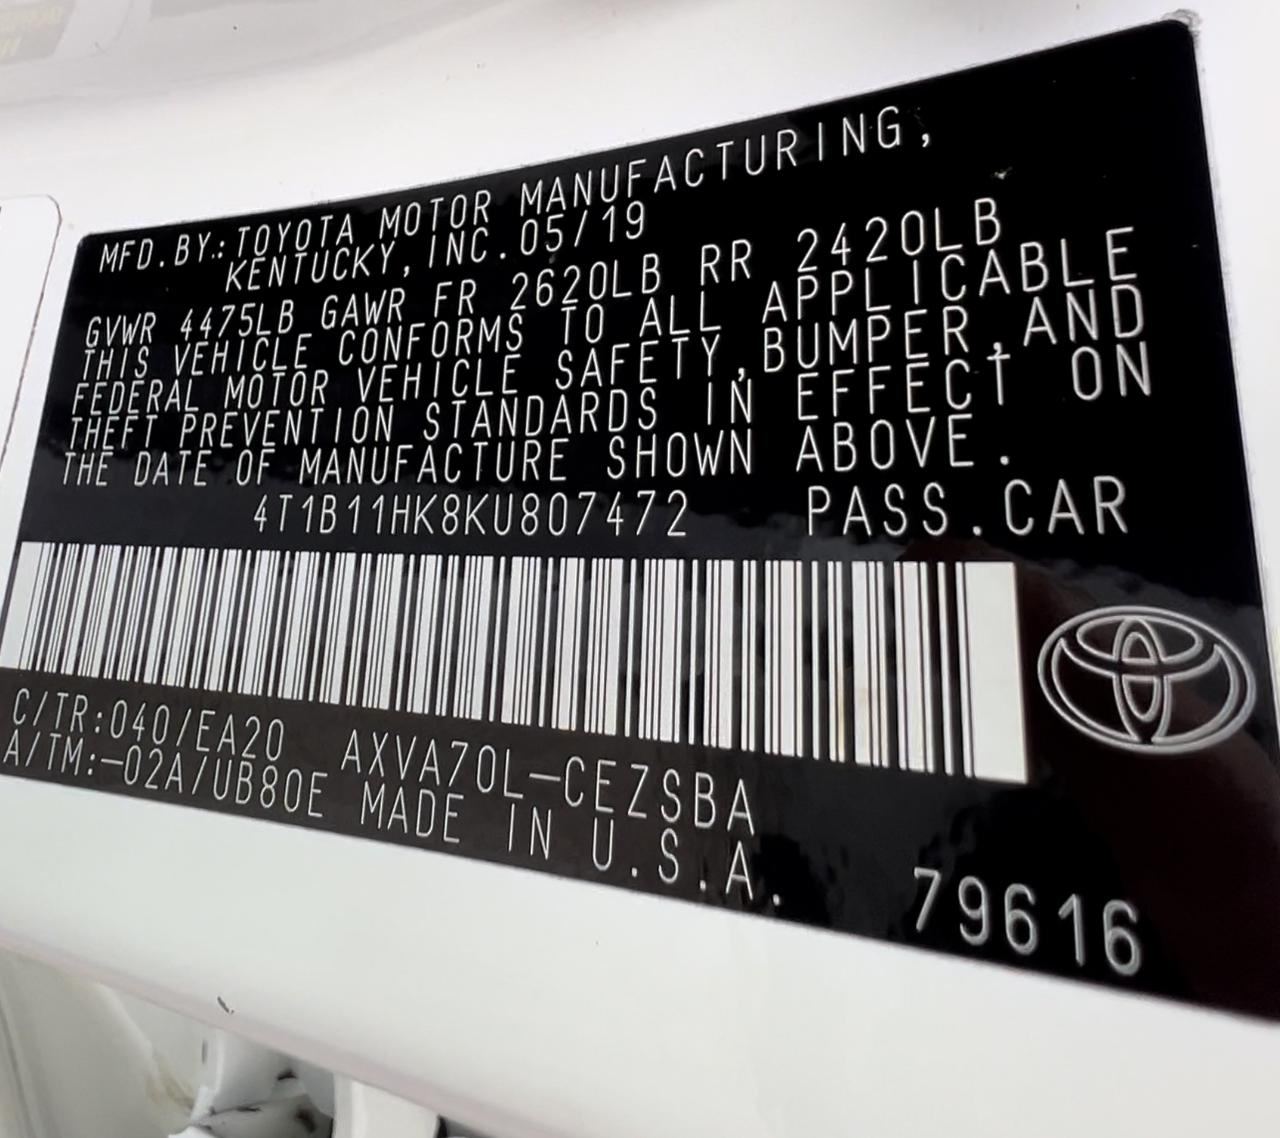 MFD.BY:TOYOTA MOTOR MANUFACTURING,
KENTUCKY,INC.05/19
GVWR 4475LB GAWR FR 2620LB RR 2420LB
THIS VEHICLE CONFORMS TO ALL APPLICABLE
FEDERAL MOTOR VEHICLE SAFETY,BUMPER,AND
THEFT PREVENTION STANDARDS IN EFFECT ON
THE DATE OF MANUFACTURE SHOWN ABOVE.
4T1B11HK8KU807472 PASS.CAR
C/TR:040/EA20 AXVA70L-CEZSBA
A/TM:-02A/UB80E MADE IN U.S.A.
79616